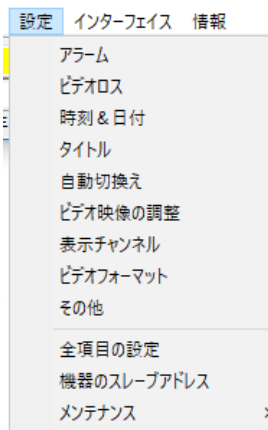 設定 インターフェイス 情報
アラーム
ビデオロス
時刻＆日付
タイトル
自動切換え
ビデオ映像の調整
表示チャンネル
ビデオフォーマット
その他
全項目の設定
機器のスレーブアドレス
メンテナンス